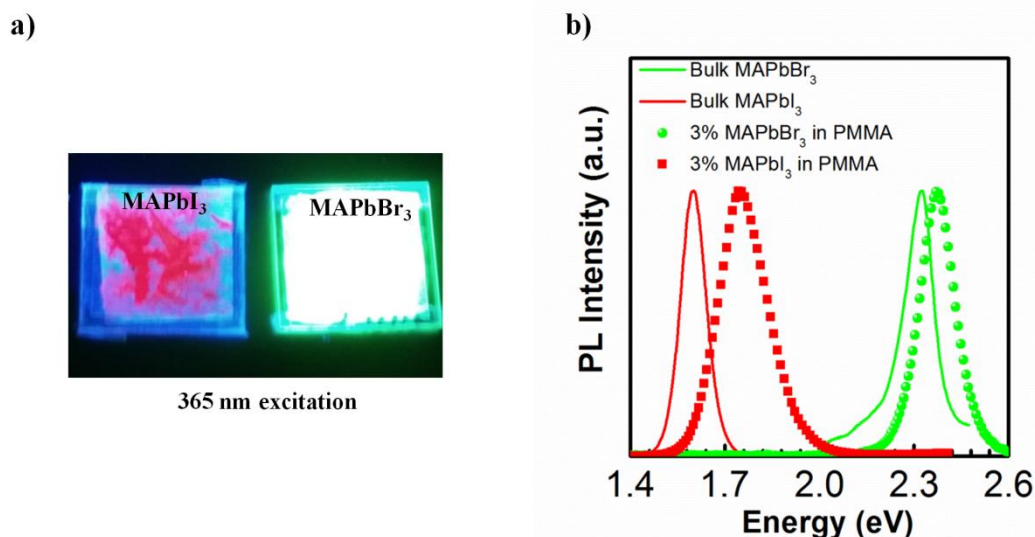 a)
MAPbI₃
MAPbBr₃
365 nm excitation
b)
Bulk MAPbBr₃
Bulk MAPbI₃
3% MAPbBr₃ in PMMA
3% MAPbI₃ in PMMA
PL Intensity (a.u.)
1.4 1.7 2.0 2.3 2.6
Energy (eV)